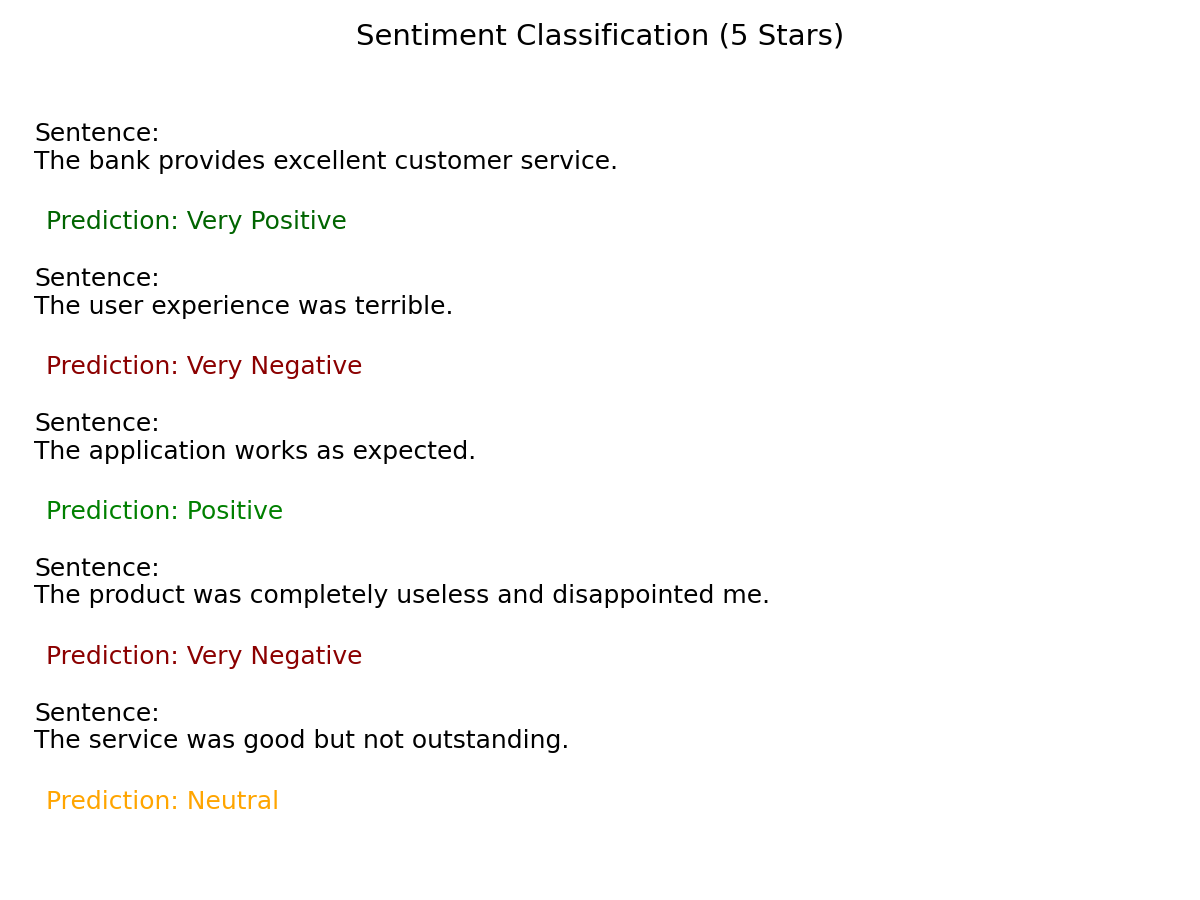 Sentiment Classification (5 Stars)
Sentence:
The bank provides excellent customer service.
Prediction: Very Positive
Sentence:
The user experience was terrible.
Prediction: Very Negative
Sentence:
The application works as expected.
Prediction: Positive
Sentence:
The product was completely useless and disappointed me.
Prediction: Very Negative
Sentence:
The service was good but not outstanding.
Prediction: Neutral